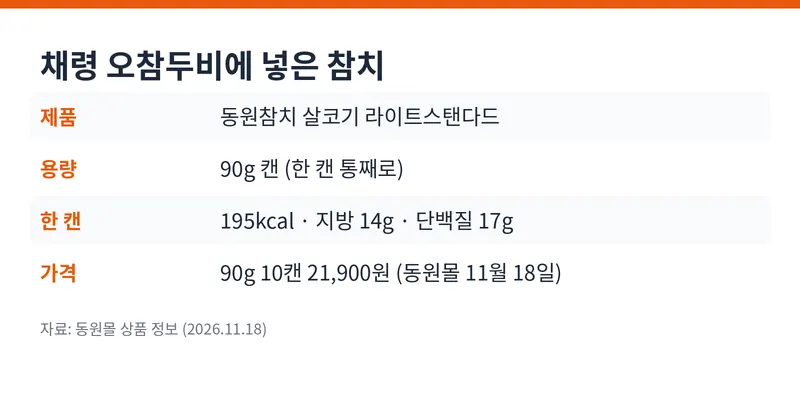 채령 오참두비에 넣은 참치
제품 동원참치 살코기 라이트스탠다드
용량 90g 캔 (한 캔 통째로)
한 캔 195kcal · 지방 14g · 단백질 17g
가격 90g 10캔 21,900원 (동원몰 11월 18일)
자료: 동원몰 상품 정보 (2026.11.18)